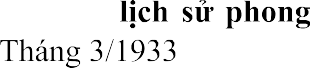 lịch sử phong
Tháng 3/1933